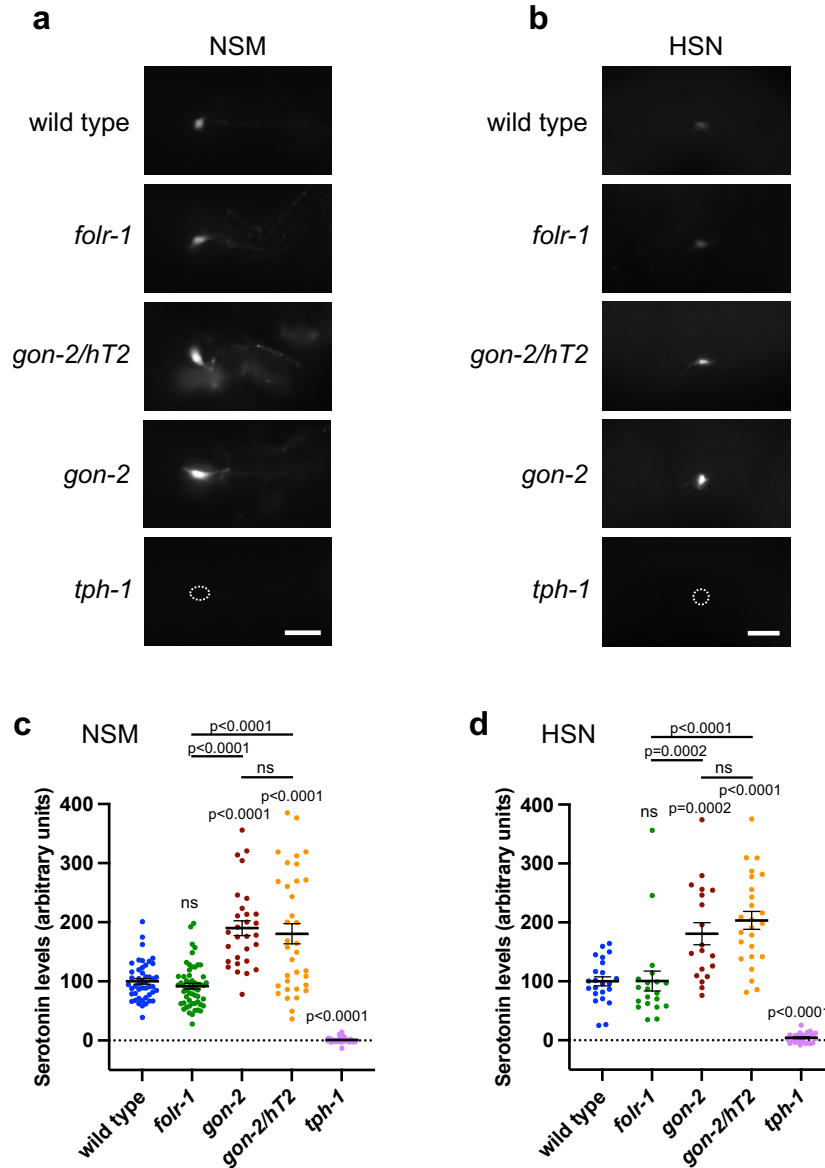 a
NSM
wild type
folr-1
gon-2/hT2
gon-2
tph-1
b
HSN
wild type
folr-1
gon-2/hT2
gon-2
tph-1
c
NSM
p<0.0001
p<0.0001
ns
p<0.0001
p<0.0001
ns
p<0.0001
Serotonin levels (arbitrary units)
400
300
200
100
0
wild type
folr-1
gon-2
gon-2/hT2
tph-1
d
HSN
p<0.0001
p=0.0002
ns
p<0.0001
p=0.0002
ns
p<0.0001
Serotonin levels (arbitrary units)
400
300
200
100
0
wild type
folr-1
gon-2
gon-2/hT2
tph-1